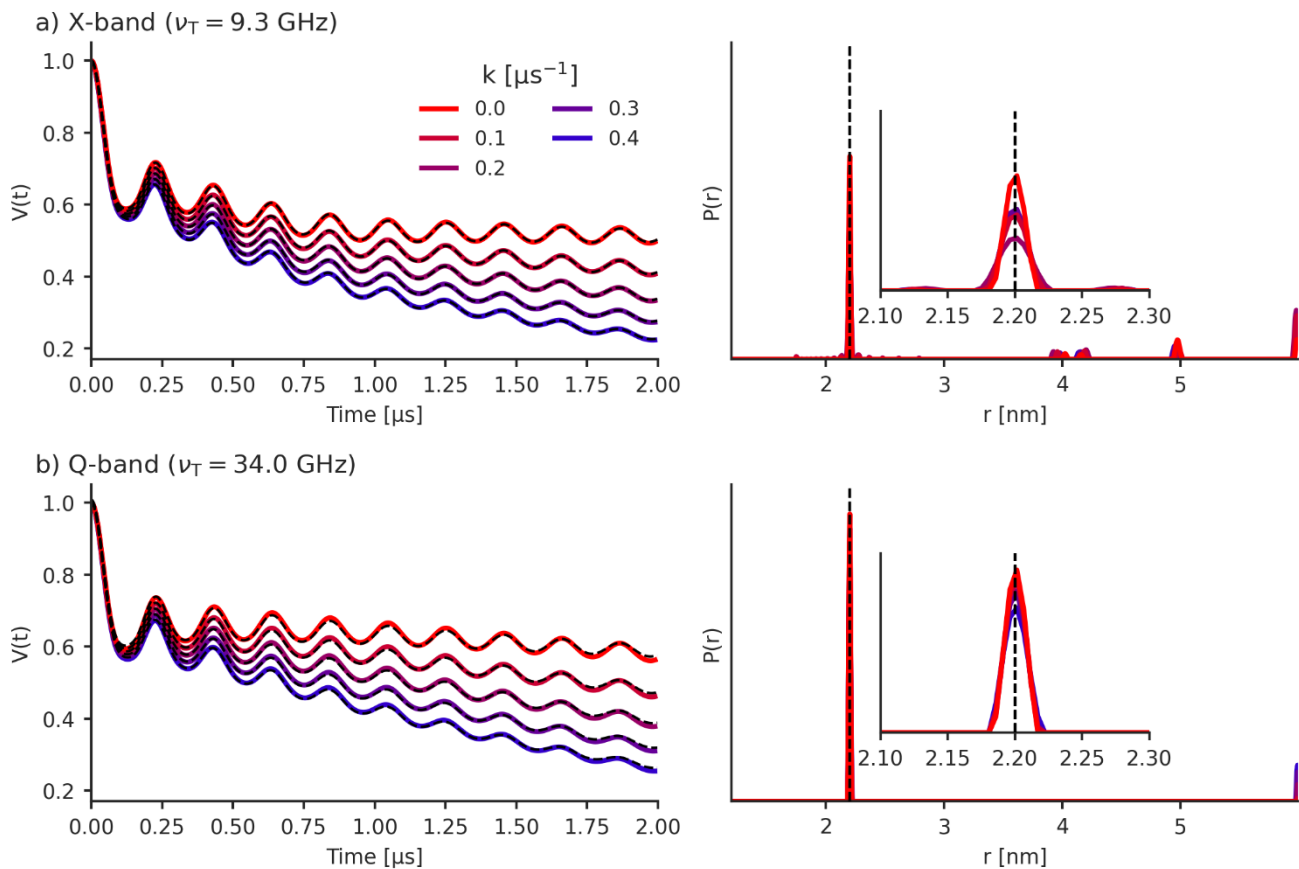 a) X-band (νT = 9.3 GHz)
k [µs⁻¹]
0.0
0.1
0.2
0.3
0.4
V(t)
1.0
0.8
0.6
0.4
0.2
0.00 0.25 0.50 0.75 1.00 1.25 1.50 1.75 2.00
Time [µs]
P(r)
2.10 2.15 2.20 2.25 2.30
2 3 4 5
r [nm]
b) Q-band (νT = 34.0 GHz)
V(t)
1.0
0.8
0.6
0.4
0.2
0.00 0.25 0.50 0.75 1.00 1.25 1.50 1.75 2.00
Time [µs]
P(r)
2.10 2.15 2.20 2.25 2.30
2 3 4 5
r [nm]